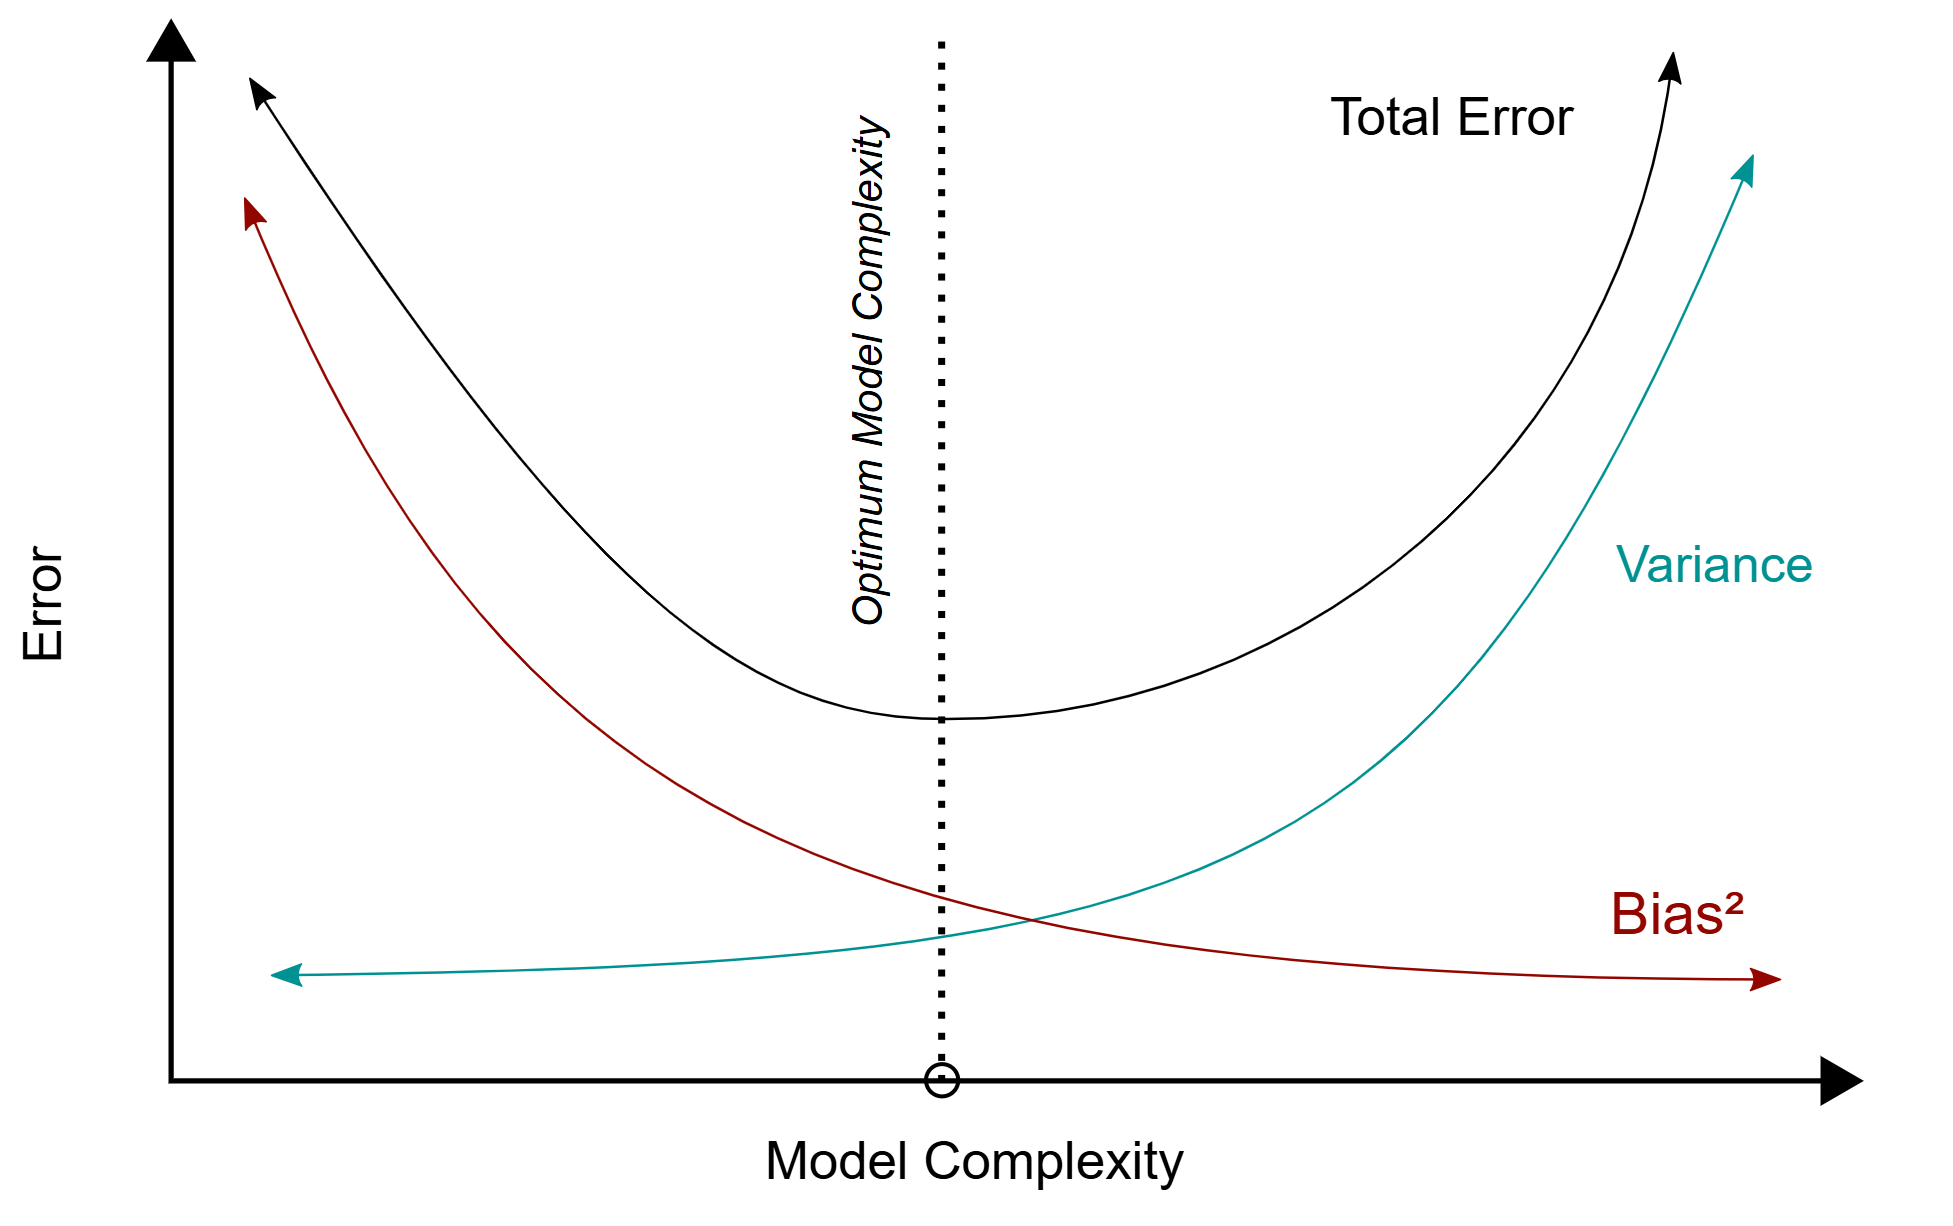 Total Error
Optimum Model Complexity
Error
Variance
Bias²
Model Complexity